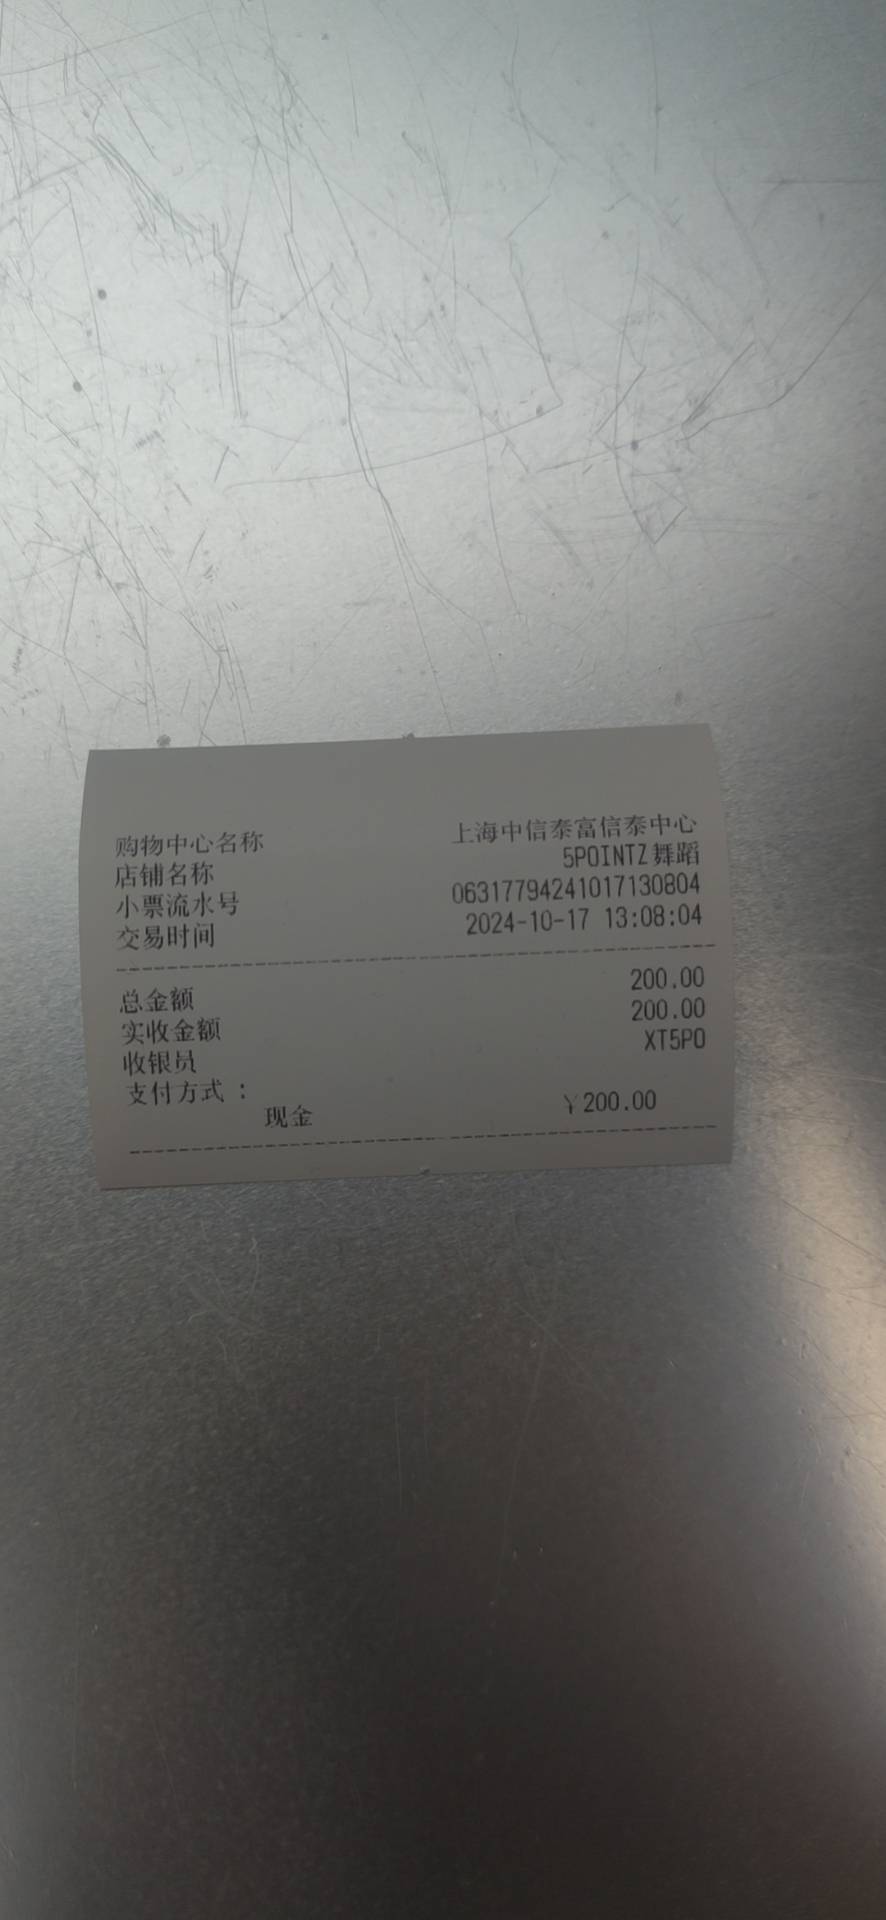 购物中心名称 上海中信泰富信泰中心
店铺名称 5POINTZ舞蹈
小票流水号 06317794241017130804
交易时间 2024-10-17 13:08:04
总金额 200.00
实收金额 200.00
收银员 XT5PO
支付方式：
现金 ¥200.00